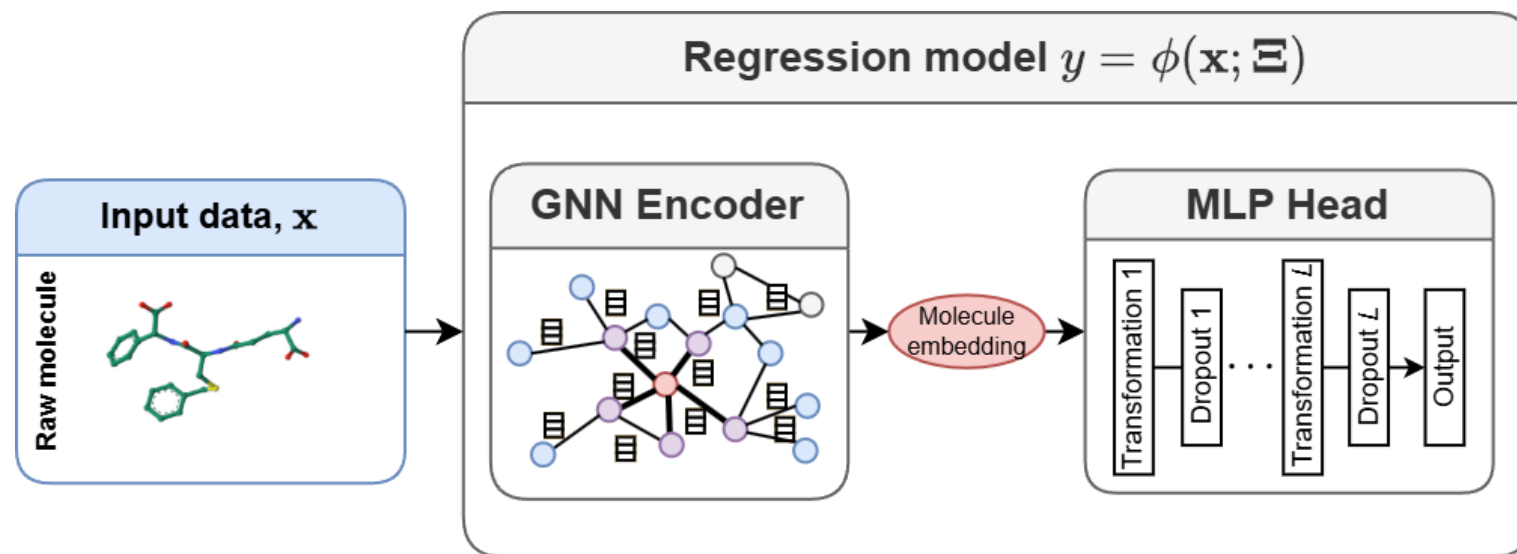 Regression model y = ϕ(x; Ξ)
Input data, x
Raw molecule
GNN Encoder
Molecule
embedding
MLP Head
Transformation 1
Dropout 1
...
Transformation L
Dropout L
Output